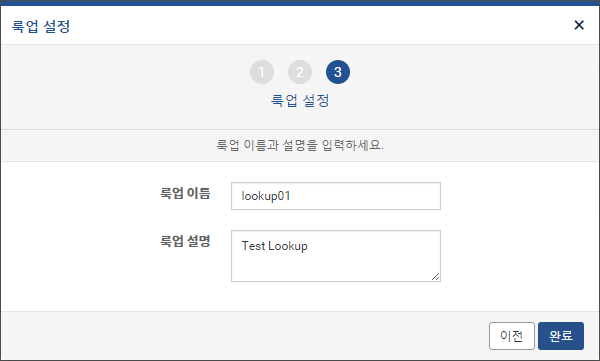 룩업 설정
×
1 2 3
룩업 설정
룩업 이름과 설명을 입력하세요.
룩업 이름 lookup01
룩업 설명 Test Lookup
이전 완료